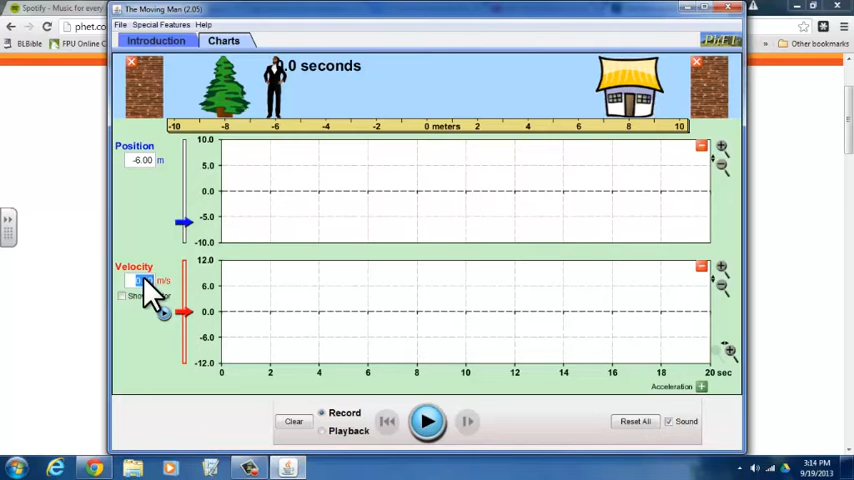 Spotify - Music for every
The Moving Man (2.05)
phet.co
File Special Features Help
BLBible FPU Online C
Other bookmarks
Introduction Charts
PhET
0.0 seconds
-10 -8 -6 -4 -2 0 meters 2 4 6 8 10
Position
-6.00 m
10.0
5.0
0.0
-5.0
-10.0
Velocity
m/s
12.0
6.0
0.0
-6.0
-12.0
0 2 4 6 8 10 12 14 16 18 20 sec
Acceleration
Clear
Record
Playback
Reset All
Sound
3:14 PM
9/19/2013